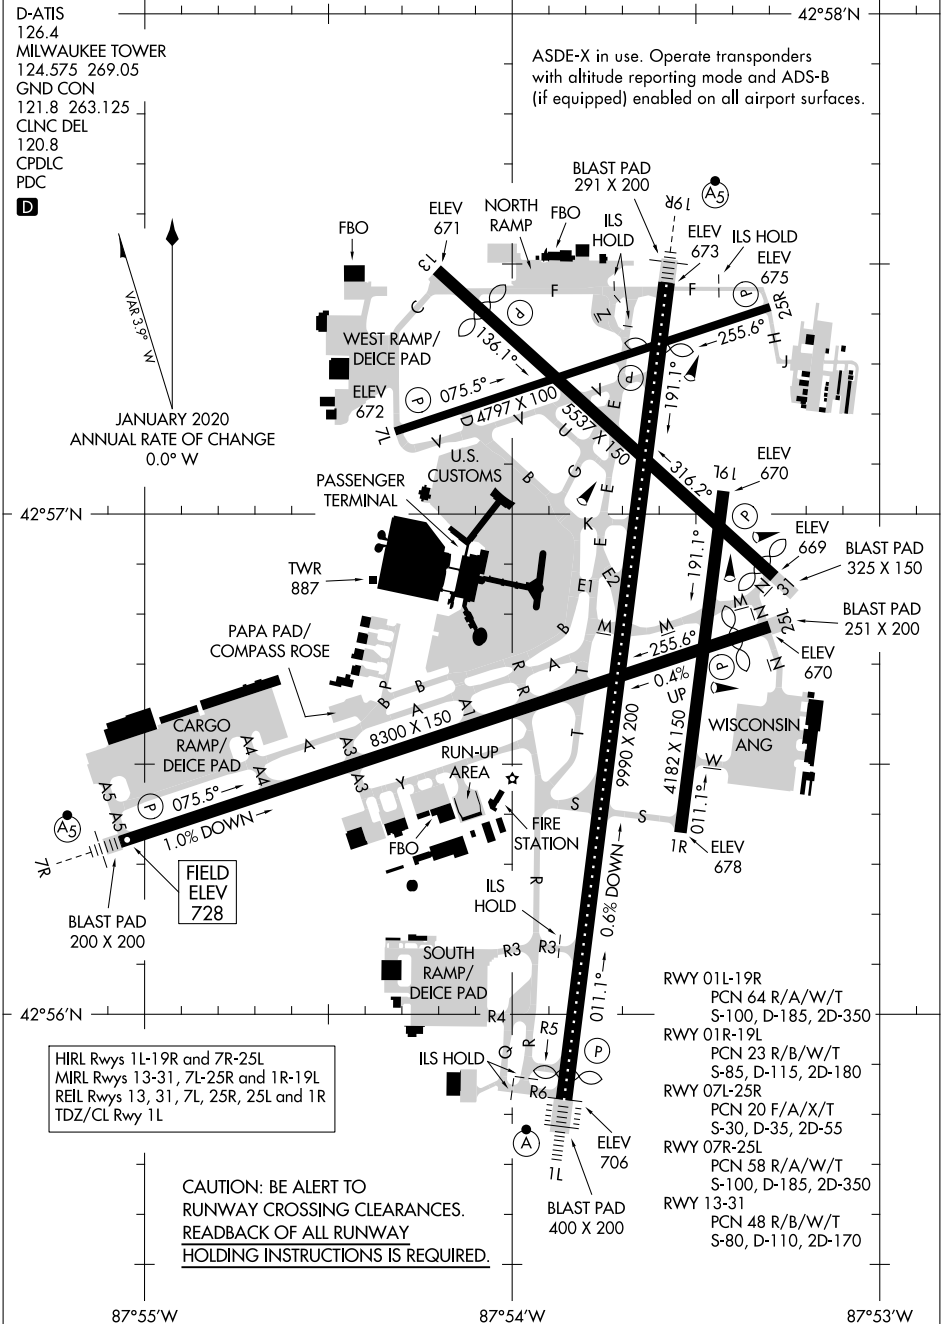 D-ATIS
126.4
MILWAUKEE TOWER
124.575 269.05
GND CON
121.8 263.125
CLNC DEL
120.8
CPDLC
PDC
D
42°58'N
ASDE-X in use. Operate transponders
with altitude reporting mode and ADS-B
(if equipped) enabled on all airport surfaces.
VAR 3.9° W
JANUARY 2020
ANNUAL RATE OF CHANGE
0.0° W
FBO
ELEV
671
NORTH
RAMP
FBO
ILS
HOLD
BLAST PAD
291 X 200
A5
19R
ELEV
673
ILS HOLD
ELEV
675
13
C
F
F
Z
P
P
25R
H
J
WEST RAMP/
DEICE PAD
136.1°
255.6°
191.1°
ELEV
672
P
075.5°
4797 X 100
5537 X 150
P
7L
V
D
V
U
V
E
G
E
316.2°
19L
ELEV
670
U.S.
CUSTOMS
B
PASSENGER
TERMINAL
42°57'N
K
E
P
191.1°
ELEV
669
BLAST PAD
325 X 150
31
TWR
887
E1
E2
N
M
N
25L
BLAST PAD
251 X 200
PAPA PAD/
COMPASS ROSE
B
M
M
255.6°
ELEV
670
N
P
0.4%
UP
R
R
A
T
T
B
P
B
A
A1
8300 X 150
9990 X 200
4182 X 150
WISCONSIN
ANG
CARGO
RAMP/
DEICE PAD
A4
A4
A
A3
A3
RUN-UP
AREA
Y
W
A5
A5
P
075.5°
1.0% DOWN
S
S
011.1°
A5
7R
FBO
FIRE
STATION
1R
ELEV
678
FIELD
ELEV
728
BLAST PAD
200 X 200
ILS
HOLD
R
0.6% DOWN
R3
R3
SOUTH
RAMP/
DEICE PAD
011.1°
42°56'N
R4
R5
Q
R
ILS HOLD
P
R6
A
1L
ELEV
706
BLAST PAD
400 X 200
RWY 01L-19R
PCN 64 R/A/W/T
S-100, D-185, 2D-350
RWY 01R-19L
PCN 23 R/B/W/T
S-85, D-115, 2D-180
RWY 07L-25R
PCN 20 F/A/X/T
S-30, D-35, 2D-55
RWY 07R-25L
PCN 58 R/A/W/T
S-100, D-185, 2D-350
RWY 13-31
PCN 48 R/B/W/T
S-80, D-110, 2D-170
HIRL Rwys 1L-19R and 7R-25L
MIRL Rwys 13-31, 7L-25R and 1R-19L
REIL Rwys 13, 31, 7L, 25R, 25L and 1R
TDZ/CL Rwy 1L
CAUTION: BE ALERT TO
RUNWAY CROSSING CLEARANCES.
READBACK OF ALL RUNWAY
HOLDING INSTRUCTIONS IS REQUIRED.
87°55'W
87°54'W
87°53'W